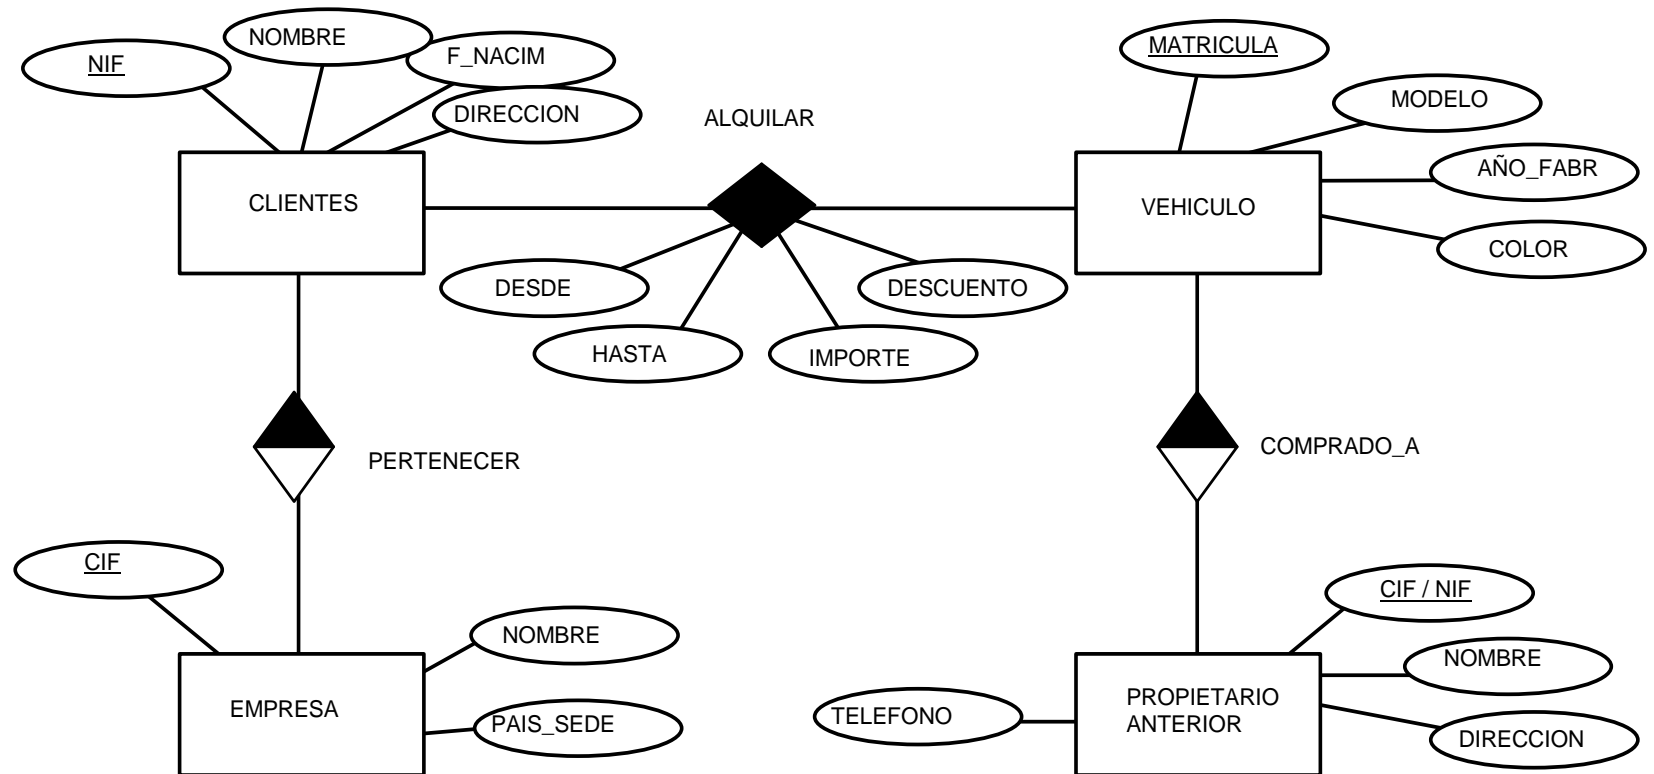 NOMBRE
NIF
F_NACIM
DIRECCION
MATRICULA
MODELO
ALQUILAR
AÑO_FABR
CLIENTES
VEHICULO
COLOR
DESDE
DESCUENTO
HASTA
IMPORTE
PERTENECER
COMPRADO_A
CIF
CIF / NIF
NOMBRE
NOMBRE
EMPRESA
PAIS_SEDE
TELEFONO
PROPIETARIO
ANTERIOR
DIRECCION